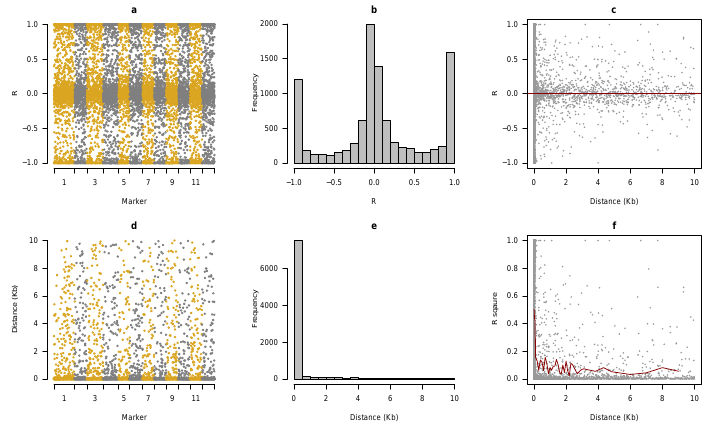 a
1.0
0.5
0.0
−0.5
−1.0
R
1 3 5 7 9 11
Marker
b
2000
1500
1000
500
0
Frequency
−1.0 −0.5 0.0 0.5 1.0
R
c
1.0
0.5
0.0
−0.5
−1.0
R
0 2 4 6 8 10
Distance (Kb)
d
10
8
6
4
2
0
Distance (Kb)
1 3 5 7 9 11
Marker
e
6000
4000
2000
0
Frequency
0 2 4 6 8 10
Distance (Kb)
f
1.0
0.8
0.6
0.4
0.2
0.0
R sqaure
0 2 4 6 8 10
Distance (Kb)